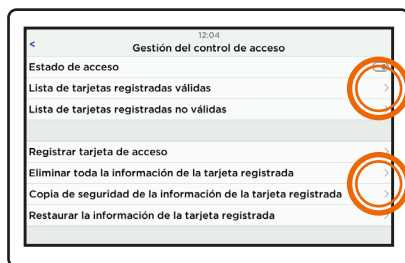 12:04
<
Gestión del control de acceso
Estado de acceso
Lista de tarjetas registradas válidas
Lista de tarjetas registradas no válidas
Registrar tarjeta de acceso
Eliminar toda la información de la tarjeta registrada
Copia de seguridad de la información de la tarjeta registrada
Restaurar la información de la tarjeta registrada